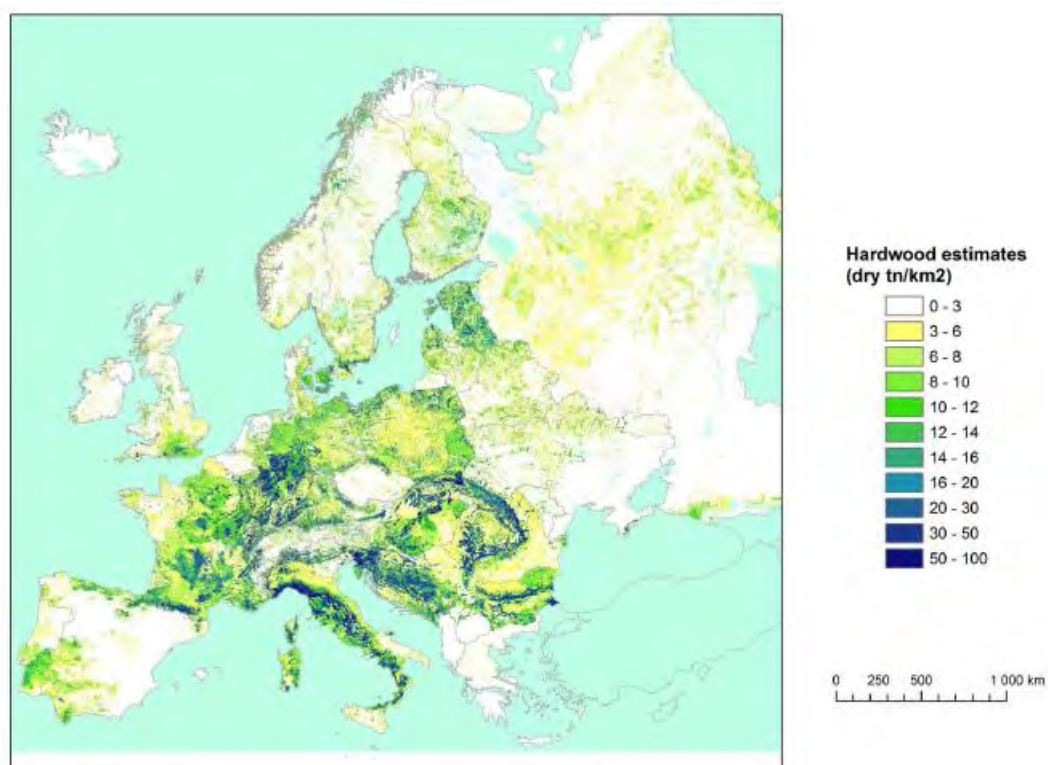 Hardwood estimates
(dry tn/km2)
0 - 3
3 - 6
6 - 8
8 - 10
10 - 12
12 - 14
14 - 16
16 - 20
20 - 30
30 - 50
50 - 100
0 250 500 1 000 km